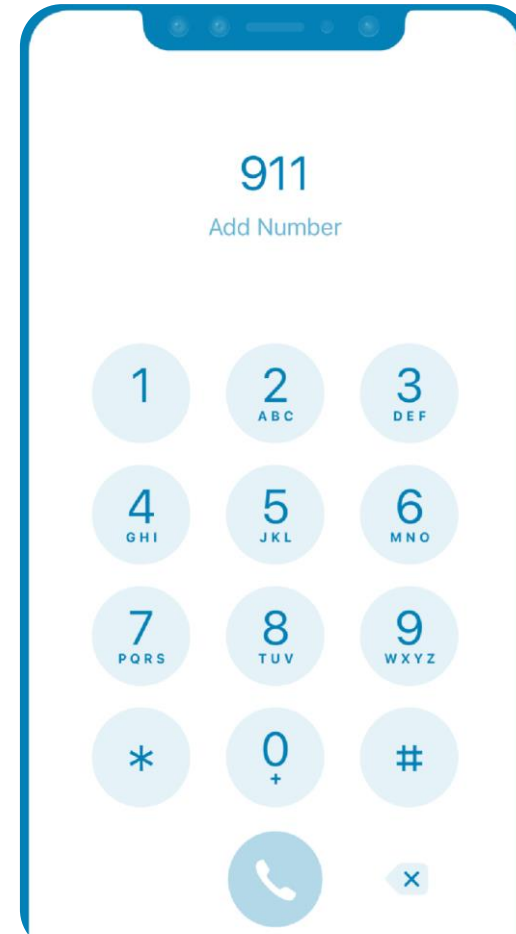 911
Add Number
1 2 3
ABC DEF
4 5 6
GHI JKL MNO
7 8 9
PQRS TUV WXYZ
* 0 #
+